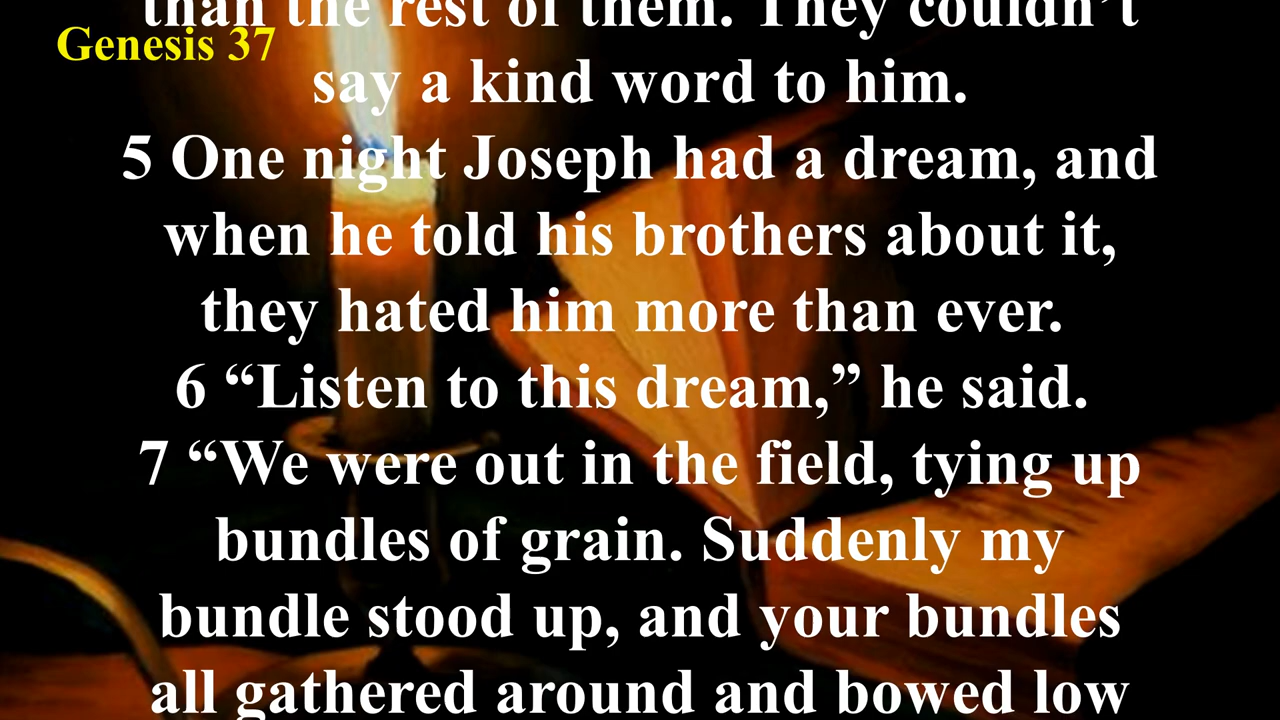 than the rest of them. They couldn’t
Genesis 37
say a kind word to him.
5 One night Joseph had a dream, and
when he told his brothers about it,
they hated him more than ever.
6 “Listen to this dream,” he said.
7 “We were out in the field, tying up
bundles of grain. Suddenly my
bundle stood up, and your bundles
all gathered around and bowed low